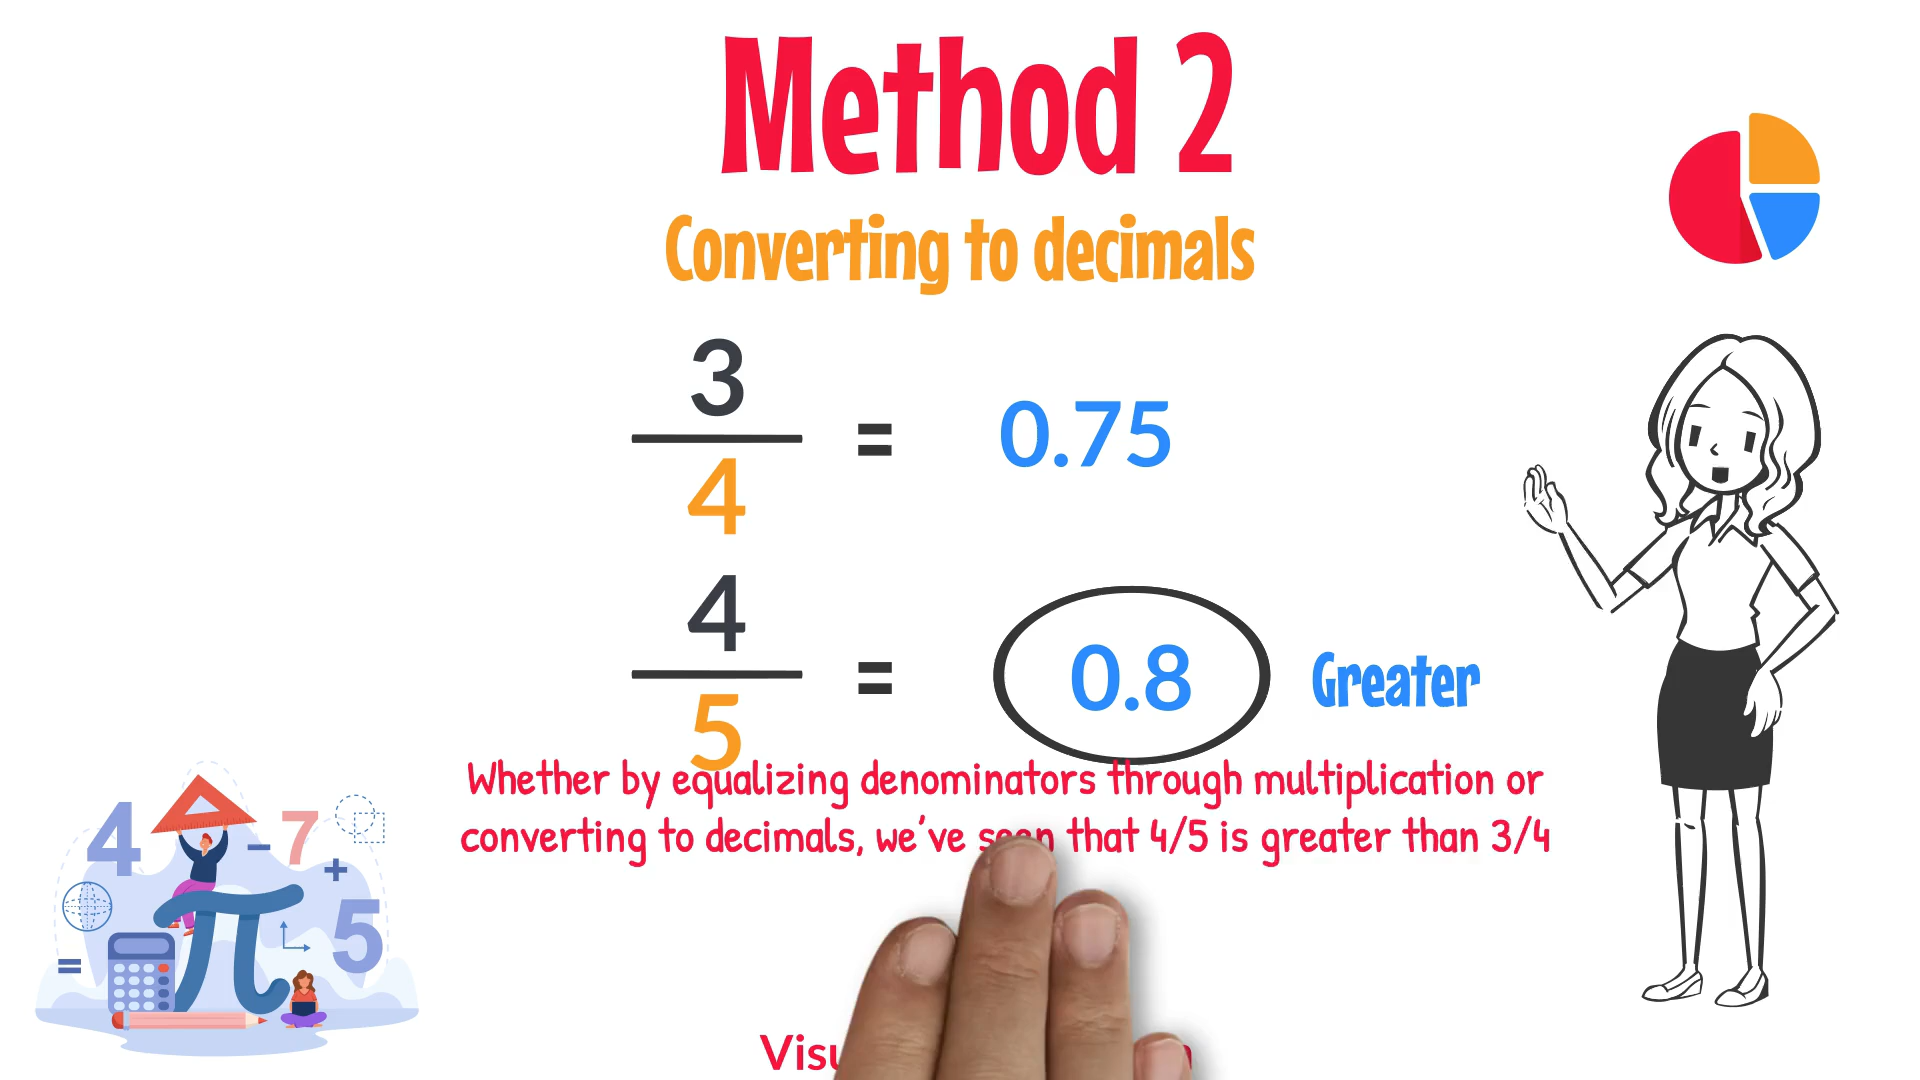 Method 2
Converting to decimals
3
4
=
0.75
4
5
=
0.8
Greater
Whether by equalizing denominators through multiplication or
converting to decimals, we've seen that 4/5 is greater than 3/4
4
-
7
+
=
5
π